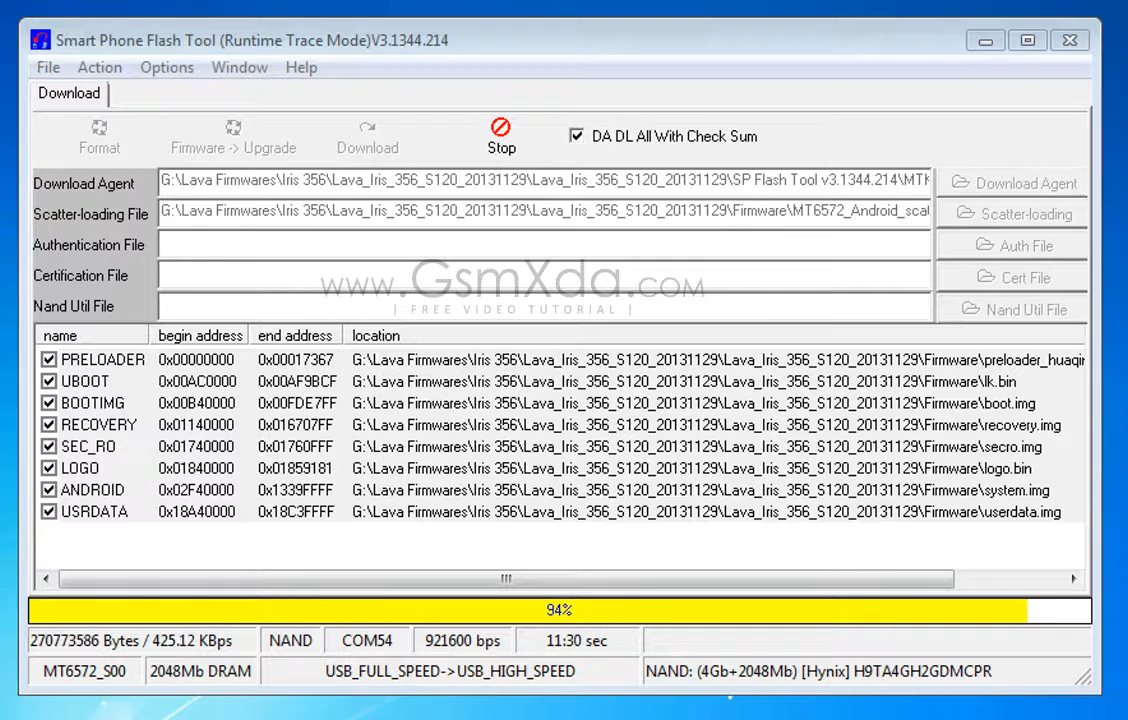 Smart Phone Flash Tool (Runtime Trace Mode)V3.1344.214
File Action Options Window Help
Download
Format Firmware -> Upgrade Download Stop DA DL All With Check Sum
Download Agent G:\Lava Firmwares\Iris 356\Lava_Iris_356_S120_20131129\Lava_Iris_356_S120_20131129\SP Flash Tool v3.1344.214\MTK Download Agent
Scatter-loading File G:\Lava Firmwares\Iris 356\Lava_Iris_356_S120_20131129\Lava_Iris_356_S120_20131129\Firmware\MT6572_Android_sca Scatter-loading
Authentication File Auth File
Certification File Cert File
www.GsmXda.com
| FREE VIDEO TUTORIAL |
Nand Util File Nand Util File
name begin address end address location
PRELOADER 0x00000000 0x00017367 G:\Lava Firmwares\Iris 356\Lava_Iris_356_S120_20131129\Lava_Iris_356_S120_20131129\Firmware\preloader_huaqin
UBOOT 0x00AC0000 0x00AF9BCF G:\Lava Firmwares\Iris 356\Lava_Iris_356_S120_20131129\Lava_Iris_356_S120_20131129\Firmware\lk.bin
BOOTIMG 0x00B40000 0x00FDE7FF G:\Lava Firmwares\Iris 356\Lava_Iris_356_S120_20131129\Lava_Iris_356_S120_20131129\Firmware\boot.img
RECOVERY 0x01140000 0x016707FF G:\Lava Firmwares\Iris 356\Lava_Iris_356_S120_20131129\Lava_Iris_356_S120_20131129\Firmware\recovery.img
SEC_RO 0x01740000 0x01760FFF G:\Lava Firmwares\Iris 356\Lava_Iris_356_S120_20131129\Lava_Iris_356_S120_20131129\Firmware\secro.img
LOGO 0x01840000 0x01859181 G:\Lava Firmwares\Iris 356\Lava_Iris_356_S120_20131129\Lava_Iris_356_S120_20131129\Firmware\logo.bin
ANDROID 0x02F40000 0x1339FFFF G:\Lava Firmwares\Iris 356\Lava_Iris_356_S120_20131129\Lava_Iris_356_S120_20131129\Firmware\system.img
USRDATA 0x18A40000 0x18C3FFFF G:\Lava Firmwares\Iris 356\Lava_Iris_356_S120_20131129\Lava_Iris_356_S120_20131129\Firmware\userdata.img
94%
270773586 Bytes / 425.12 KBps NAND COM54 921600 bps 11:30 sec
MT6572_S00 2048Mb DRAM USB_FULL_SPEED->USB_HIGH_SPEED NAND: (4Gb+2048Mb) [Hynix] H9TA4GH2GDMCPR